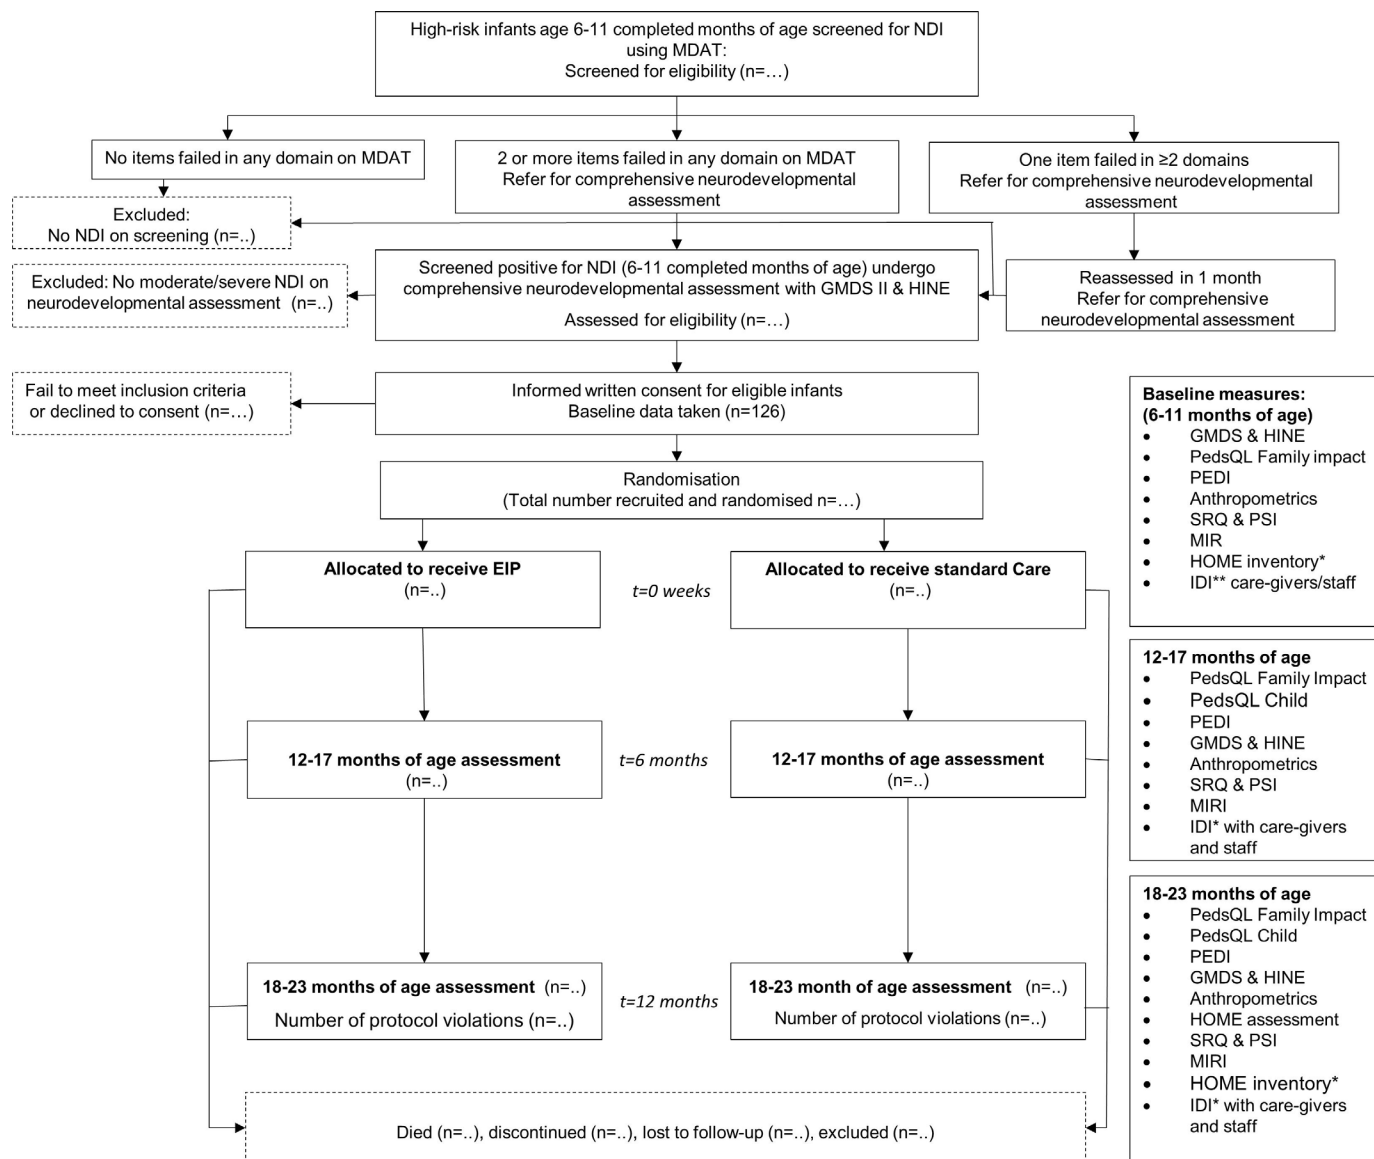 High-risk infants age 6-11 completed months of age screened for NDI
using MDAT:
Screened for eligibility (n=…)
No items failed in any domain on MDAT
2 or more items failed in any domain on MDAT
Refer for comprehensive neurodevelopmental
assessment
One item failed in ≥2 domains
Refer for comprehensive neurodevelopmental
assessment
Excluded:
No NDI on screening (n=..)
Excluded: No moderate/severe NDI on
neurodevelopmental assessment (n=..)
Screened positive for NDI (6-11 completed months of age) undergo
comprehensive neurodevelopmental assessment with GMDS II & HINE
Assessed for eligibility (n=…)
Reassessed in 1 month
Refer for comprehensive
neurodevelopmental assessment
Fail to meet inclusion criteria
or declined to consent (n=…)
Informed written consent for eligible infants
Baseline data taken (n=126)
Randomisation
(Total number recruited and randomised n=…)
Allocated to receive EIP
(n=..)
t=0 weeks
Allocated to receive standard Care
(n=..)
12-17 months of age assessment
(n=..)
t=6 months
12-17 months of age assessment
(n=..)
18-23 months of age assessment (n=..)
Number of protocol violations (n=..)
t=12 months
18-23 month of age assessment (n=..)
Number of protocol violations (n=..)
Died (n=..), discontinued (n=..), lost to follow-up (n=..), excluded (n=..)
Baseline measures:
(6-11 months of age)
• GMDS & HINE
• PedsQL Family impact
• PEDI
• Anthropometrics
• SRQ & PSI
• MIR
• HOME inventory*
• IDI** care-givers/staff
12-17 months of age
• PedsQL Family Impact
• PedsQL Child
• PEDI
• GMDS & HINE
• Anthropometrics
• SRQ & PSI
• MIRI
• IDI* with care-givers
and staff
18-23 months of age
• PedsQL Family Impact
• PedsQL Child
• PEDI
• GMDS & HINE
• Anthropometrics
• HOME assessment
• SRQ & PSI
• MIRI
• HOME inventory*
• IDI* with care-givers
and staff